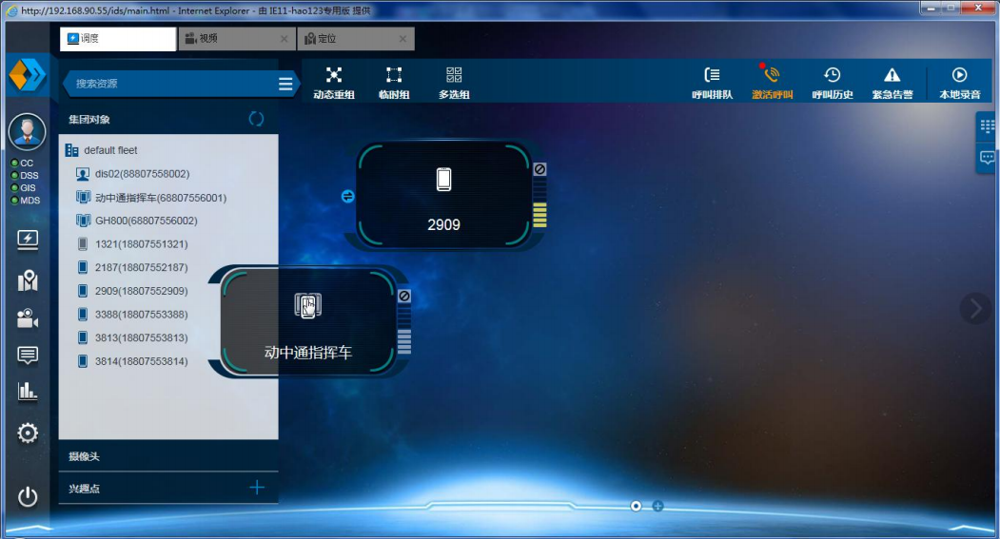 http://192.168.90.55/ids/main.html - Internet Explorer - 由 IE11-hao123专用版 提供
调度
视频
定位
搜索资源
动态重组
临时组
多选组
呼叫排队
激活呼叫
呼叫历史
紧急告警
本地录音
集团对象
default fleet
dis02(88807558002)
动中通指挥车(68807556001)
GH800(68807556002)
1321(18807551321)
2187(18807552187)
2909(18807552909)
3388(18807553388)
3813(18807553813)
3814(18807553814)
CC
DSS
GIS
MDS
2909
动中通指挥车
摄像头
兴趣点